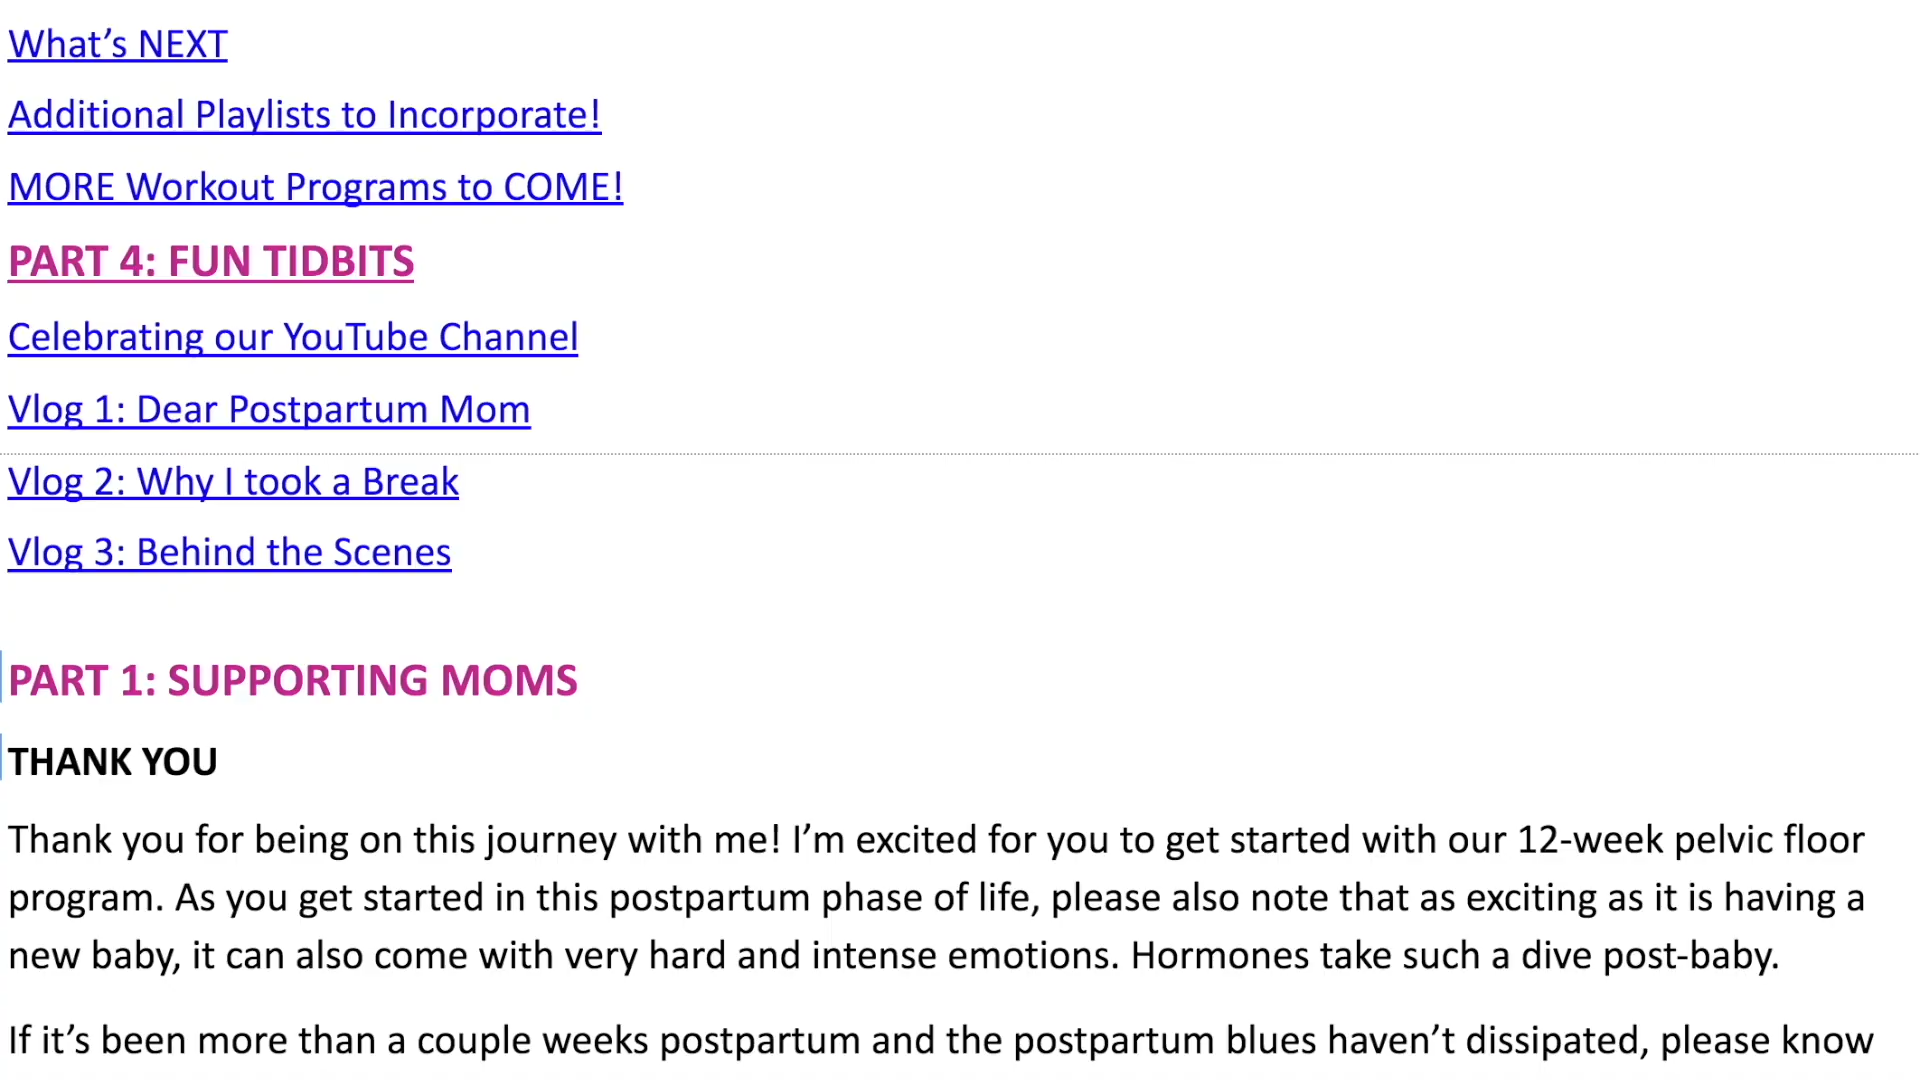 What’s NEXT
Additional Playlists to Incorporate!
MORE Workout Programs to COME!
PART 4: FUN TIDBITS
Celebrating our YouTube Channel
Vlog 1: Dear Postpartum Mom
Vlog 2: Why I took a Break
Vlog 3: Behind the Scenes
PART 1: SUPPORTING MOMS
THANK YOU
Thank you for being on this journey with me! I’m excited for you to get started with our 12-week pelvic floor
program. As you get started in this postpartum phase of life, please also note that as exciting as it is having a
new baby, it can also come with very hard and intense emotions. Hormones take such a dive post-baby.
If it’s been more than a couple weeks postpartum and the postpartum blues haven’t dissipated, please know